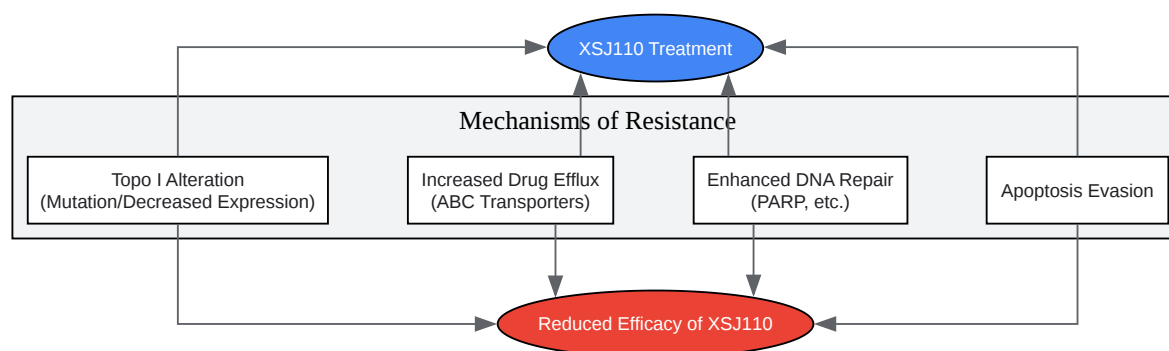 XSJ110 Treatment
Mechanisms of Resistance
Topo I Alteration
(Mutation/Decreased Expression)
Increased Drug Efflux
(ABC Transporters)
Enhanced DNA Repair
(PARP, etc.)
Apoptosis Evasion
Reduced Efficacy of XSJ110